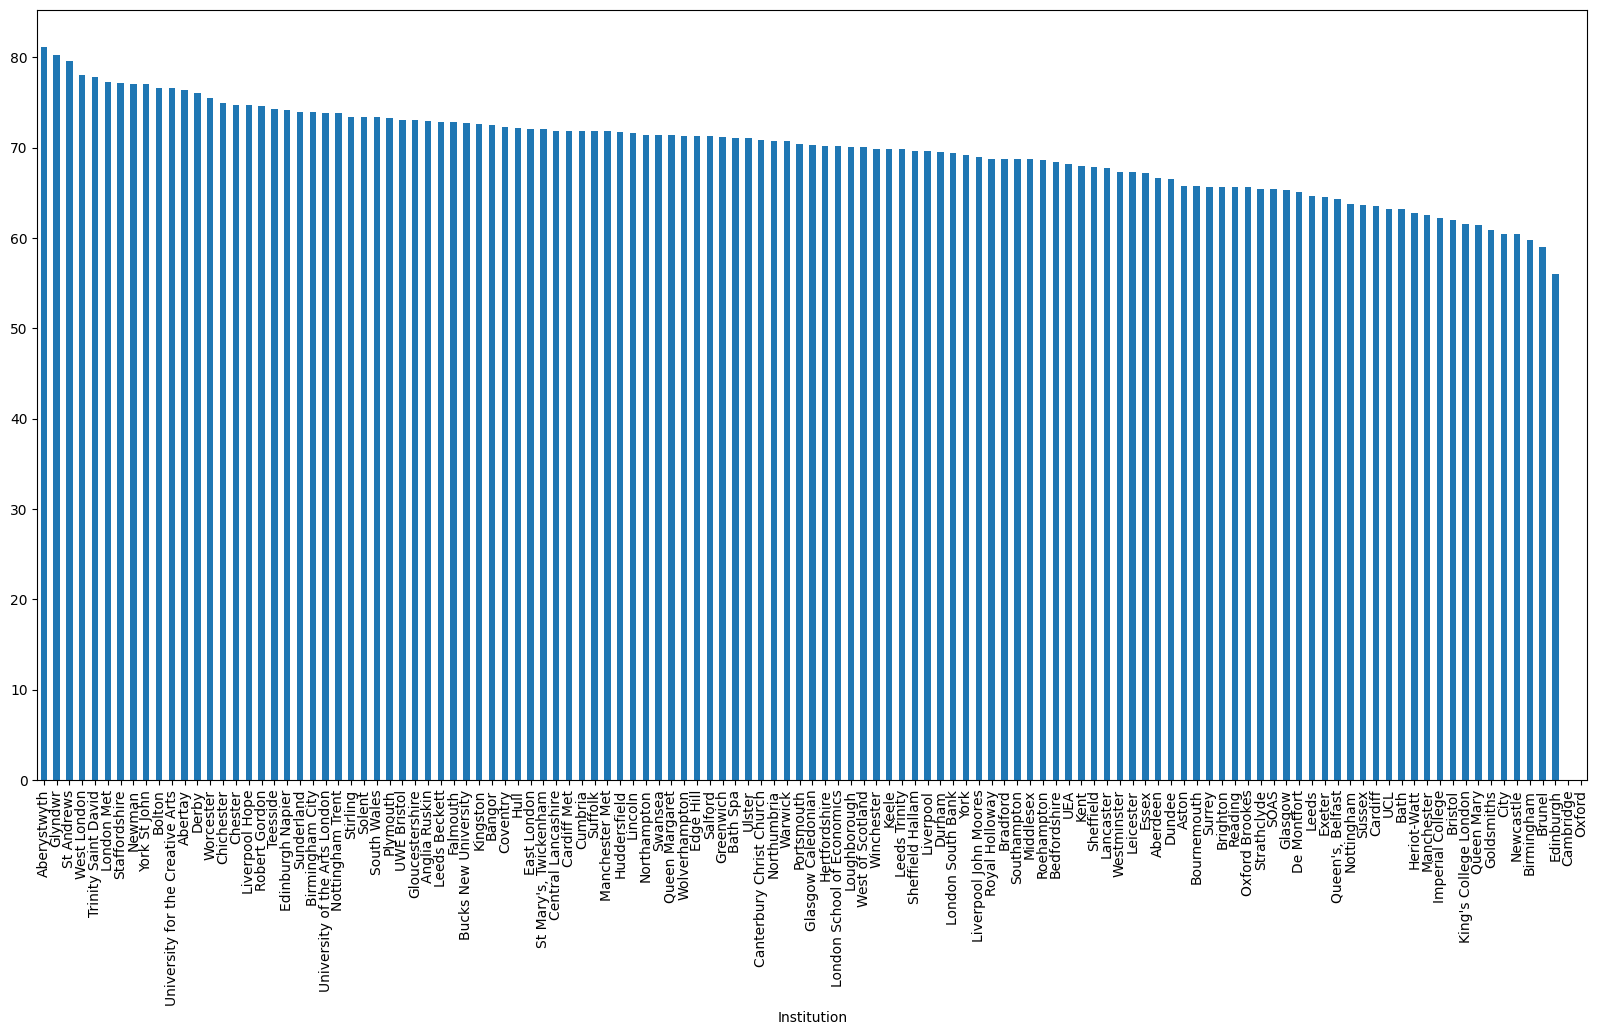 80
70
60
50
40
30
20
10
0
Aberystwyth
Glyndwr
St Andrews
West London
Trinity Saint David
London Met
Staffordshire
Newman
York St John
Bolton
University for the Creative Arts
Abertay
Derby
Worcester
Chichester
Chester
Liverpool Hope
Robert Gordon
Teesside
Edinburgh Napier
Sunderland
Birmingham City
University of the Arts London
Nottingham Trent
Stirling
Solent
South Wales
Plymouth
UWE Bristol
Gloucestershire
Anglia Ruskin
Leeds Beckett
Falmouth
Bucks New University
Kingston
Bangor
Coventry
Hull
East London
St Mary's, Twickenham
Central Lancashire
Cardiff Met
Cumbria
Suffolk
Manchester Met
Huddersfield
Lincoln
Northampton
Swansea
Queen Margaret
Wolverhampton
Edge Hill
Salford
Greenwich
Bath Spa
Ulster
Canterbury Christ Church
Northumbria
Warwick
Portsmouth
Glasgow Caledonian
Hertfordshire
London School of Economics
Loughborough
West of Scotland
Winchester
Keele
Leeds Trinity
Sheffield Hallam
Liverpool
Durham
London South Bank
York
Liverpool John Moores
Royal Holloway
Bradford
Southampton
Middlesex
Roehampton
Bedfordshire
UEA
Kent
Sheffield
Lancaster
Westminster
Leicester
Essex
Aberdeen
Dundee
Aston
Bournemouth
Surrey
Brighton
Reading
Oxford Brookes
Strathclyde
SOAS
Glasgow
De Montfort
Leeds
Exeter
Queen's, Belfast
Nottingham
Sussex
Cardiff
UCL
Bath
Heriot-Watt
Manchester
Imperial College
Bristol
King's College London
Queen Mary
Goldsmiths
City
Newcastle
Birmingham
Brunel
Edinburgh
Cambridge
Oxford
Institution